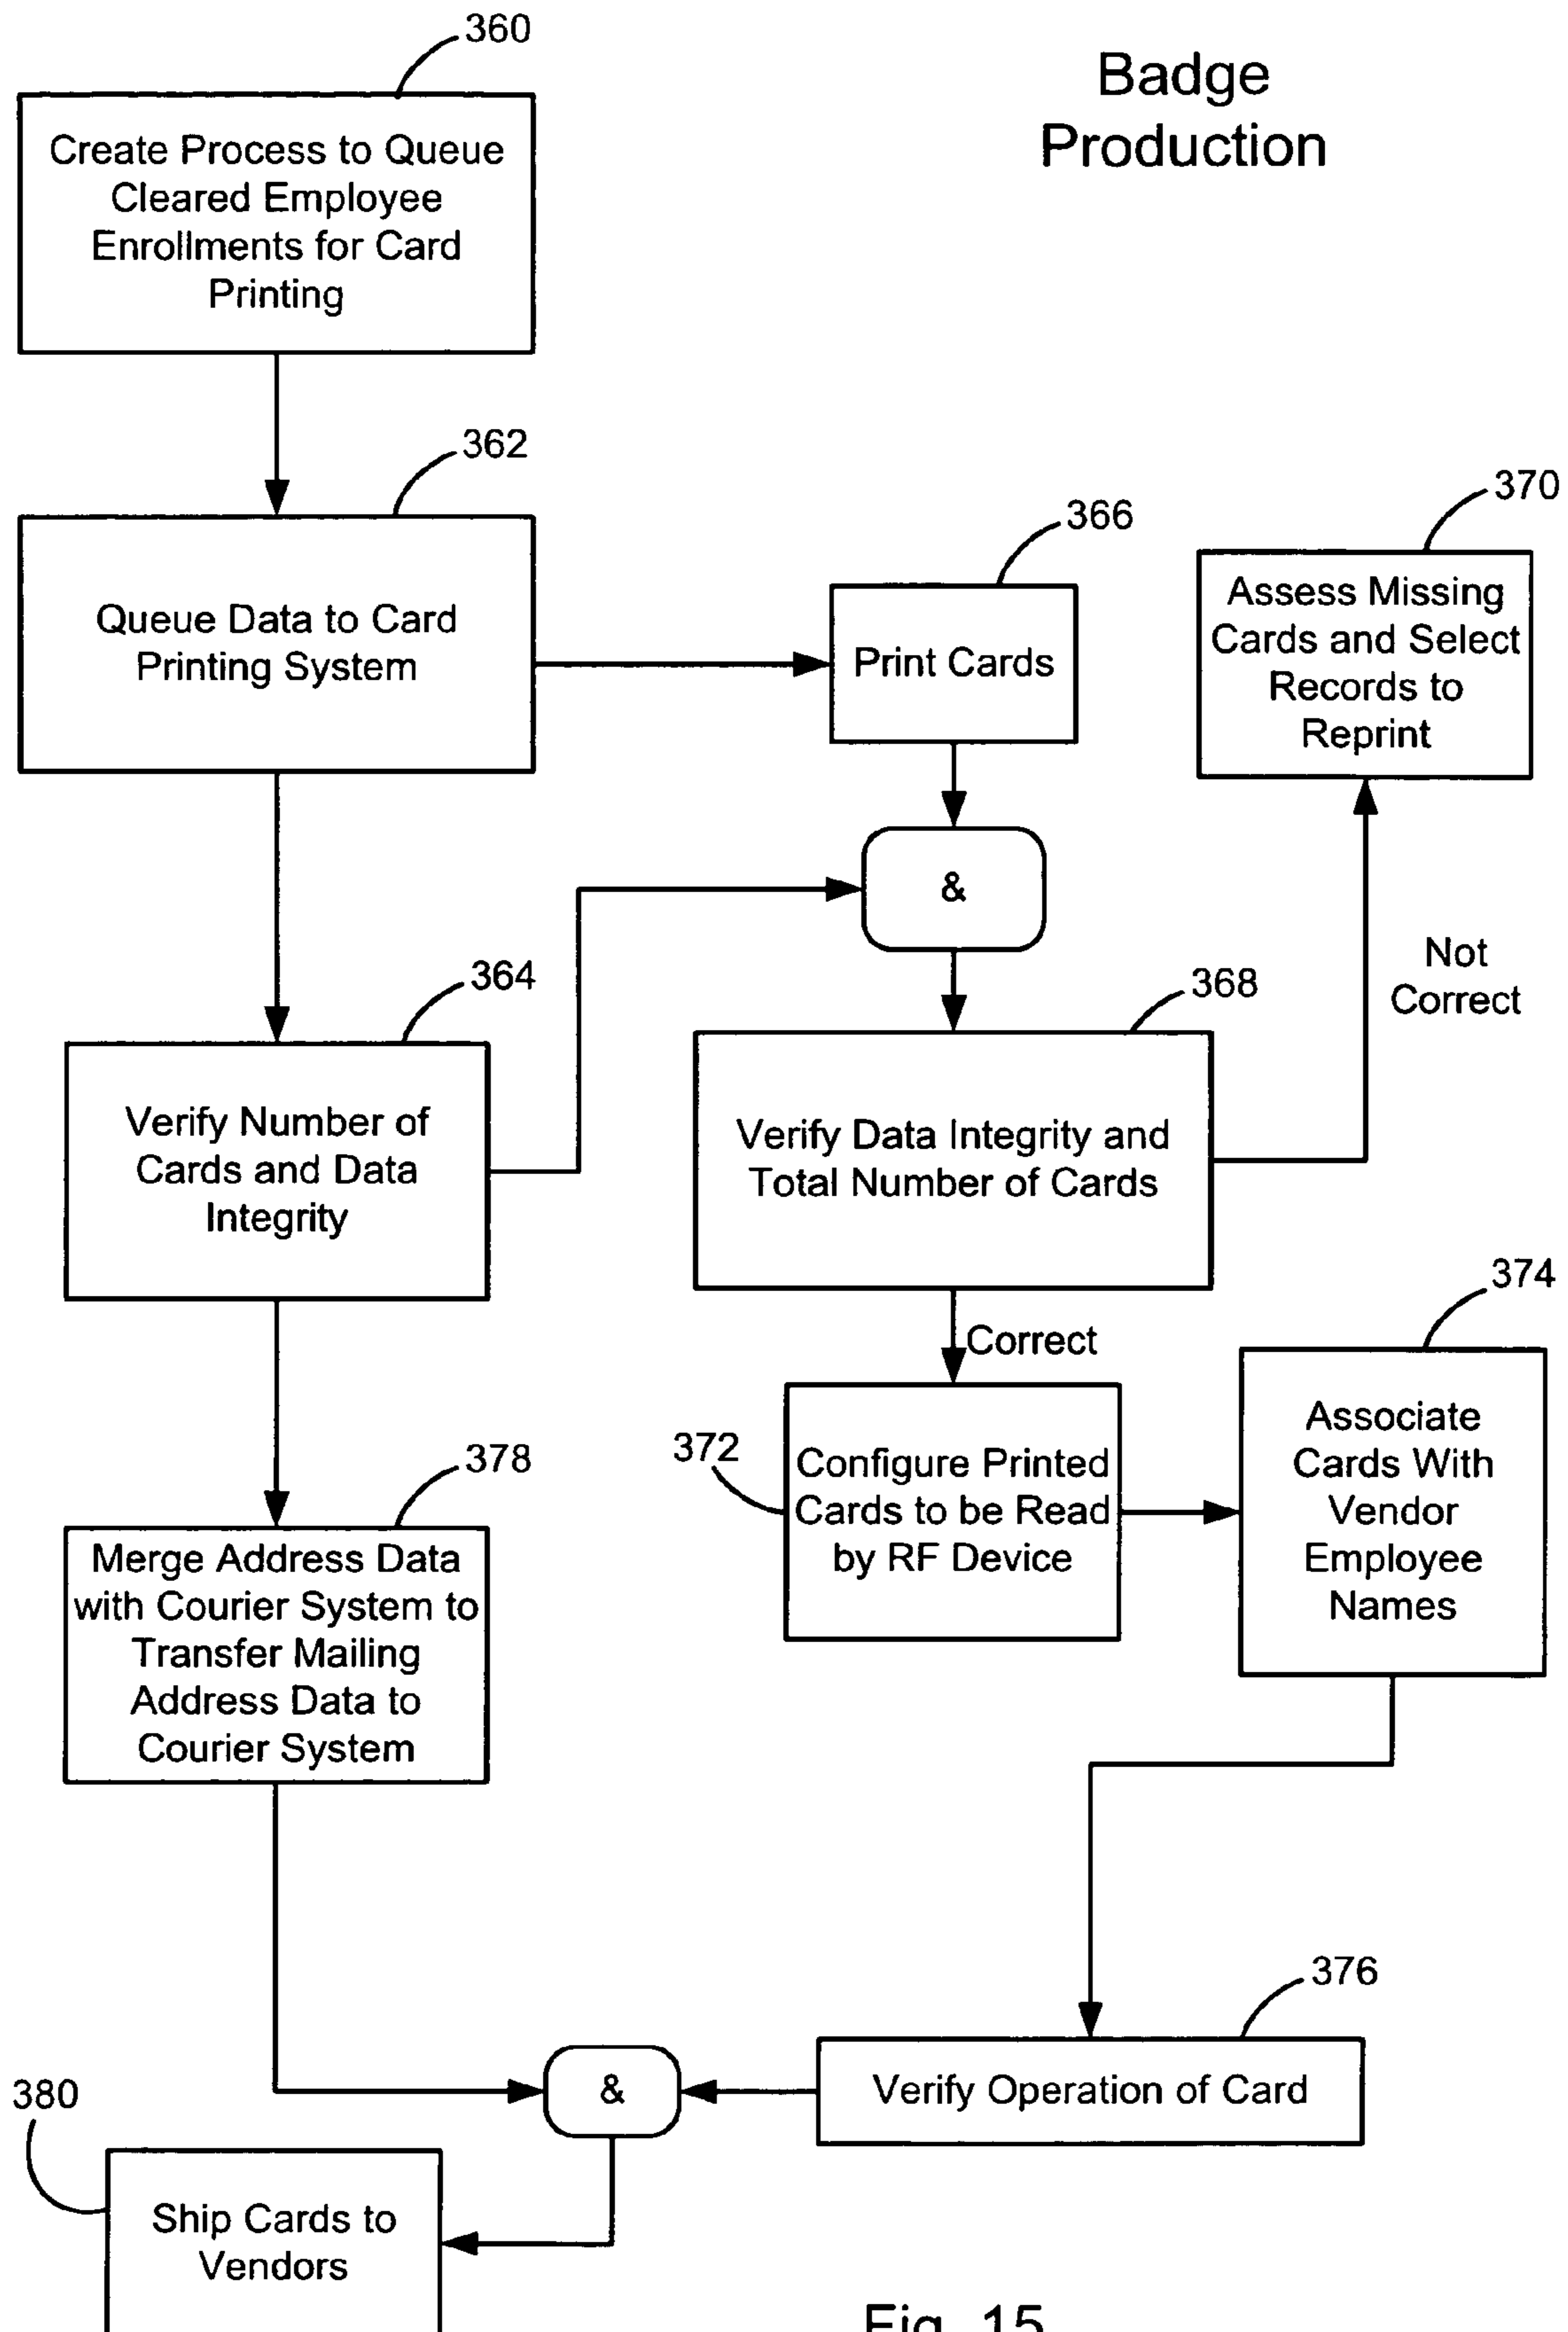 360
Badge
Production
Create Process to Queue
Cleared Employee
Enrollments for Card
Printing
362
Queue Data to Card
Printing System
366
Print Cards
370
Assess Missing
Cards and Select
Records to
Reprint
&
Not
Correct
364
Verify Number of
Cards and Data
Integrity
368
Verify Data Integrity and
Total Number of Cards
Correct
372
Configure Printed
Cards to be Read
by RF Device
374
Associate
Cards With
Vendor
Employee
Names
378
Merge Address Data
with Courier System to
Transfer Mailing
Address Data to
Courier System
376
Verify Operation of Card
&
380
Ship Cards to
Vendors
Fig. 15